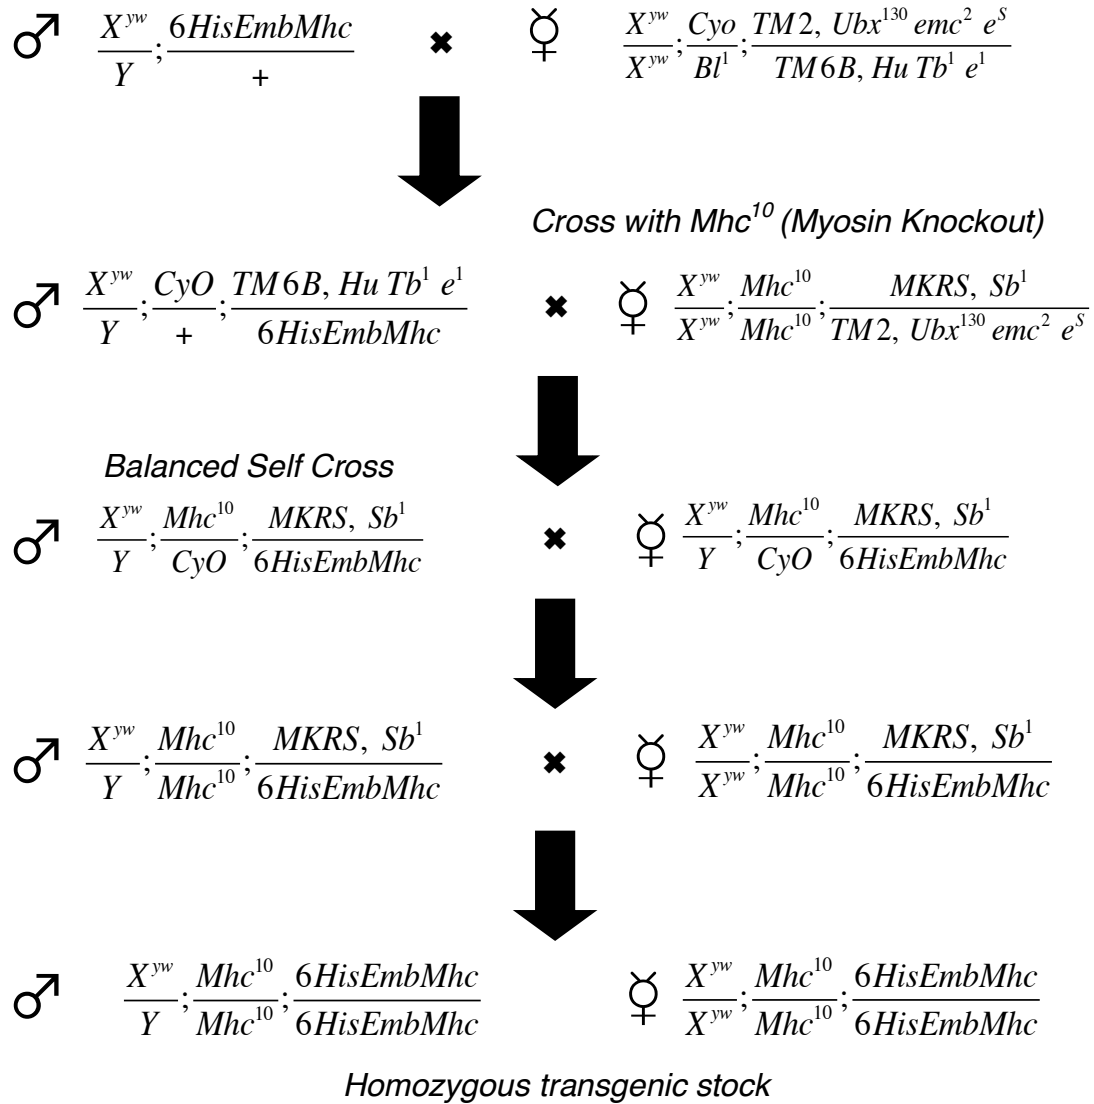 ♂ X^yw/Y ; 6HisEmbMhc/+ ✖ ☿ X^yw/X^yw ; Cyo/Bl^1 ; TM2, Ubx^130 emc^2 e^S/TM6B, Hu Tb^1 e^1
Cross with Mhc^10 (Myosin Knockout)
♂ X^yw/Y ; CyO/+ ; TM6B, Hu Tb^1 e^1/6HisEmbMhc ✖ ☿ X^yw/X^yw ; Mhc^10/Mhc^10 ; MKRS, Sb^1/TM2, Ubx^130 emc^2 e^S
Balanced Self Cross
♂ X^yw/Y ; Mhc^10/CyO ; MKRS, Sb^1/6HisEmbMhc ✖ ☿ X^yw/Y ; Mhc^10/CyO ; MKRS, Sb^1/6HisEmbMhc
♂ X^yw/Y ; Mhc^10/Mhc^10 ; MKRS, Sb^1/6HisEmbMhc ✖ ☿ X^yw/X^yw ; Mhc^10/Mhc^10 ; MKRS, Sb^1/6HisEmbMhc
♂ X^yw/Y ; Mhc^10/Mhc^10 ; 6HisEmbMhc/6HisEmbMhc ☿ X^yw/X^yw ; Mhc^10/Mhc^10 ; 6HisEmbMhc/6HisEmbMhc
Homozygous transgenic stock